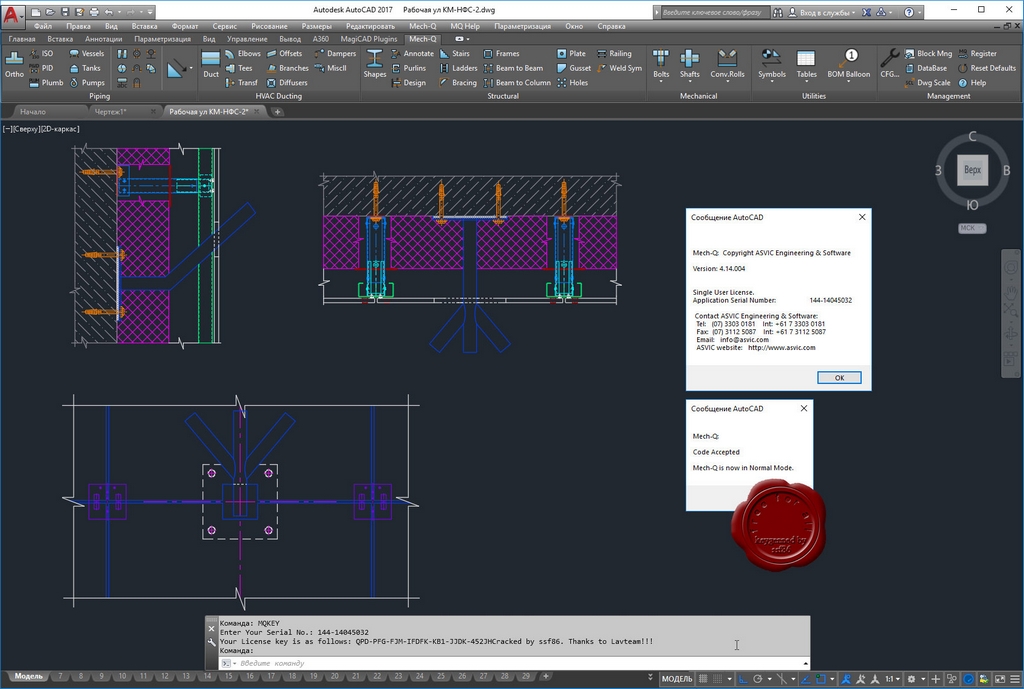 Autodesk AutoCAD 2017 Рабочая ул КМ-НФС-2.dwg
Введите ключевое слово/фразу
Вход в службы
Файл Правка Вид Вставка Формат Сервис Рисование Размеры Редактировать Mech-Q MQ Help Параметризация Окно Справка
Главная Вставка Аннотации Параметризация Вид Управление Вывод A360 MagiCAD Plugins Mech-Q
Ortho
ISO
PID
Plumb
Vessels
Tanks
Pumps
Piping
Duct
Elbows
Tees
Transf
Offsets
Branches
Diffusers
Dampers
Miscll
HVAC Ducting
Shapes
Annotate
Purlins
Design
Stairs
Ladders
Bracing
Frames
Beam to Beam
Beam to Column
Plate
Gusset
Holes
Railing
Weld Sym
Structural
Bolts
Shafts
Conv.Rolls
Mechanical
Symbols
Tables
1
BOM Balloon
Utilities
CFG...
Block Mng
DataBase
Dwg Scale
Register
Reset Defaults
Help
Management
Начало Чертеж1* Рабочая ул КМ-НФС-2*
[−][Сверху][2D-каркас]
С
З
Верх
В
Ю
МСК
Сообщение AutoCAD
Mech-Q: Copyright ASVIC Engineering & Software
Version: 4.14.004
Single User License.
Application Serial Number: 144-14045032
Contact ASVIC Engineering & Software:
Tel: (07) 3303 0181 Int: +61 7 3303 0181
Fax: (07) 3112 5087 Int: +61 7 3112 5087
Email: info@asvic.com
ASVIC website: http://www.asvic.com
OK
Сообщение AutoCAD
Mech-Q:
Code Accepted
Mech-Q is now in Normal Mode.
keygenned by
ssf86
Команда: MQKEY
Enter Your Serial No.: 144-14045032
Your License key is as follows: QPD-PFG-FJM-IFDFK-KB1-JJDK-452JHCracked by ssf86. Thanks to Lavteam!!!
Команда:
Введите команду
Модель 7 8 9 10 11 12 13 14 15 16 17 18 19 20 21 22 23 24 25 26 27 28 29
МОДЕЛЬ
1:1